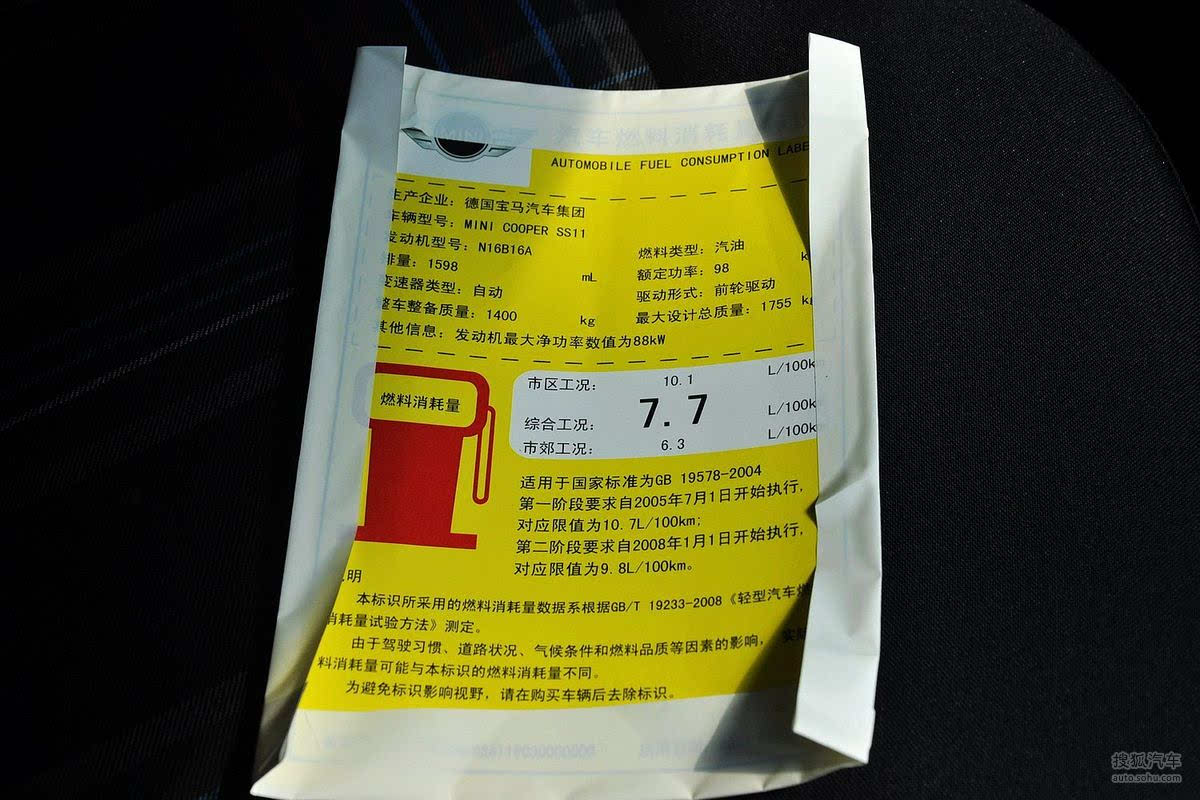 汽车燃料消耗
AUTOMOBILE FUEL CONSUMPTION LABE
生产企业：德国宝马汽车集团
车辆型号：MINI COOPER SS11
发动机型号：N16B16A
燃料类型：汽油
排量：1598 mL
额定功率：98 k
变速器类型：自动
驱动形式：前轮驱动
整车整备质量：1400 kg
最大设计总质量：1755 kg
其他信息：发动机最大净功率数值为88kW
燃料消耗量
市区工况： 10.1 L/100k
综合工况： 7.7 L/100k
市郊工况： 6.3 L/100k
适用于国家标准为GB 19578-2004
第一阶段要求自2005年7月1日开始执行，
对应限值为10.7L/100km；
第二阶段要求自2008年1月1日开始执行，
对应限值为9.8L/100km。
明
本标识所采用的燃料消耗量数据系根据GB/T 19233-2008《轻型汽车燃
消耗量试验方法》测定。
由于驾驶习惯、道路状况、气候条件和燃料品质等因素的影响，实际
料消耗量可能与本标识的燃料消耗量不同。
为避免标识影响视野，请在购买车辆后去除标识。
搜狐汽车
auto.sohu.com